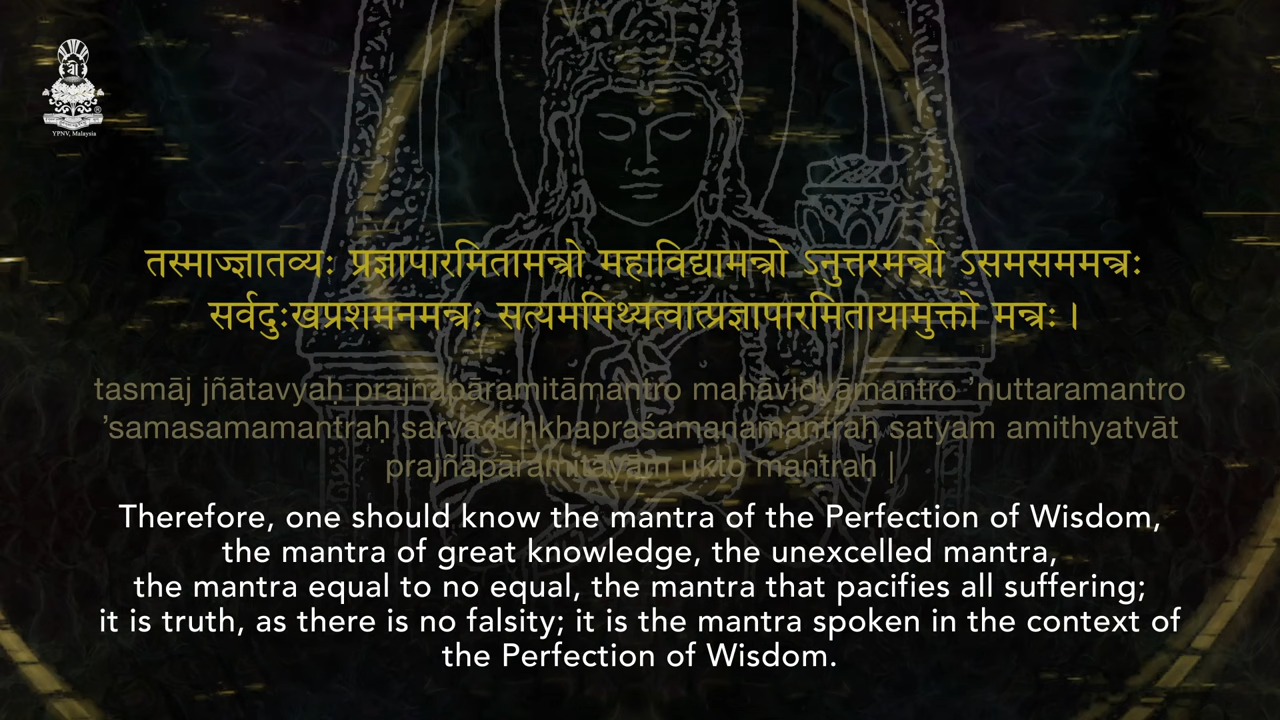 YPNV, Malaysia
तस्माज्ज्ञातव्यः प्रज्ञापारमितामन्त्रो महाविद्यामन्त्रो ऽनुत्तरमन्त्रो ऽसमसममन्त्रः
सर्वदुःखप्रशमनमन्त्रः सत्यममिथ्यत्वात्प्रज्ञापारमितायामुक्तो मन्त्रः ।
tasmāj jñātavyaḥ prajñāpāramitāmantro mahāvidyāmantro ’nuttaramantro
’samasamamantraḥ sarvaduḥkhapraśamanamantraḥ satyam amithyatvāt
prajñāpāramitāyām ukto mantraḥ |
Therefore, one should know the mantra of the Perfection of Wisdom,
the mantra of great knowledge, the unexcelled mantra,
the mantra equal to no equal, the mantra that pacifies all suffering;
it is truth, as there is no falsity; it is the mantra spoken in the context of
the Perfection of Wisdom.